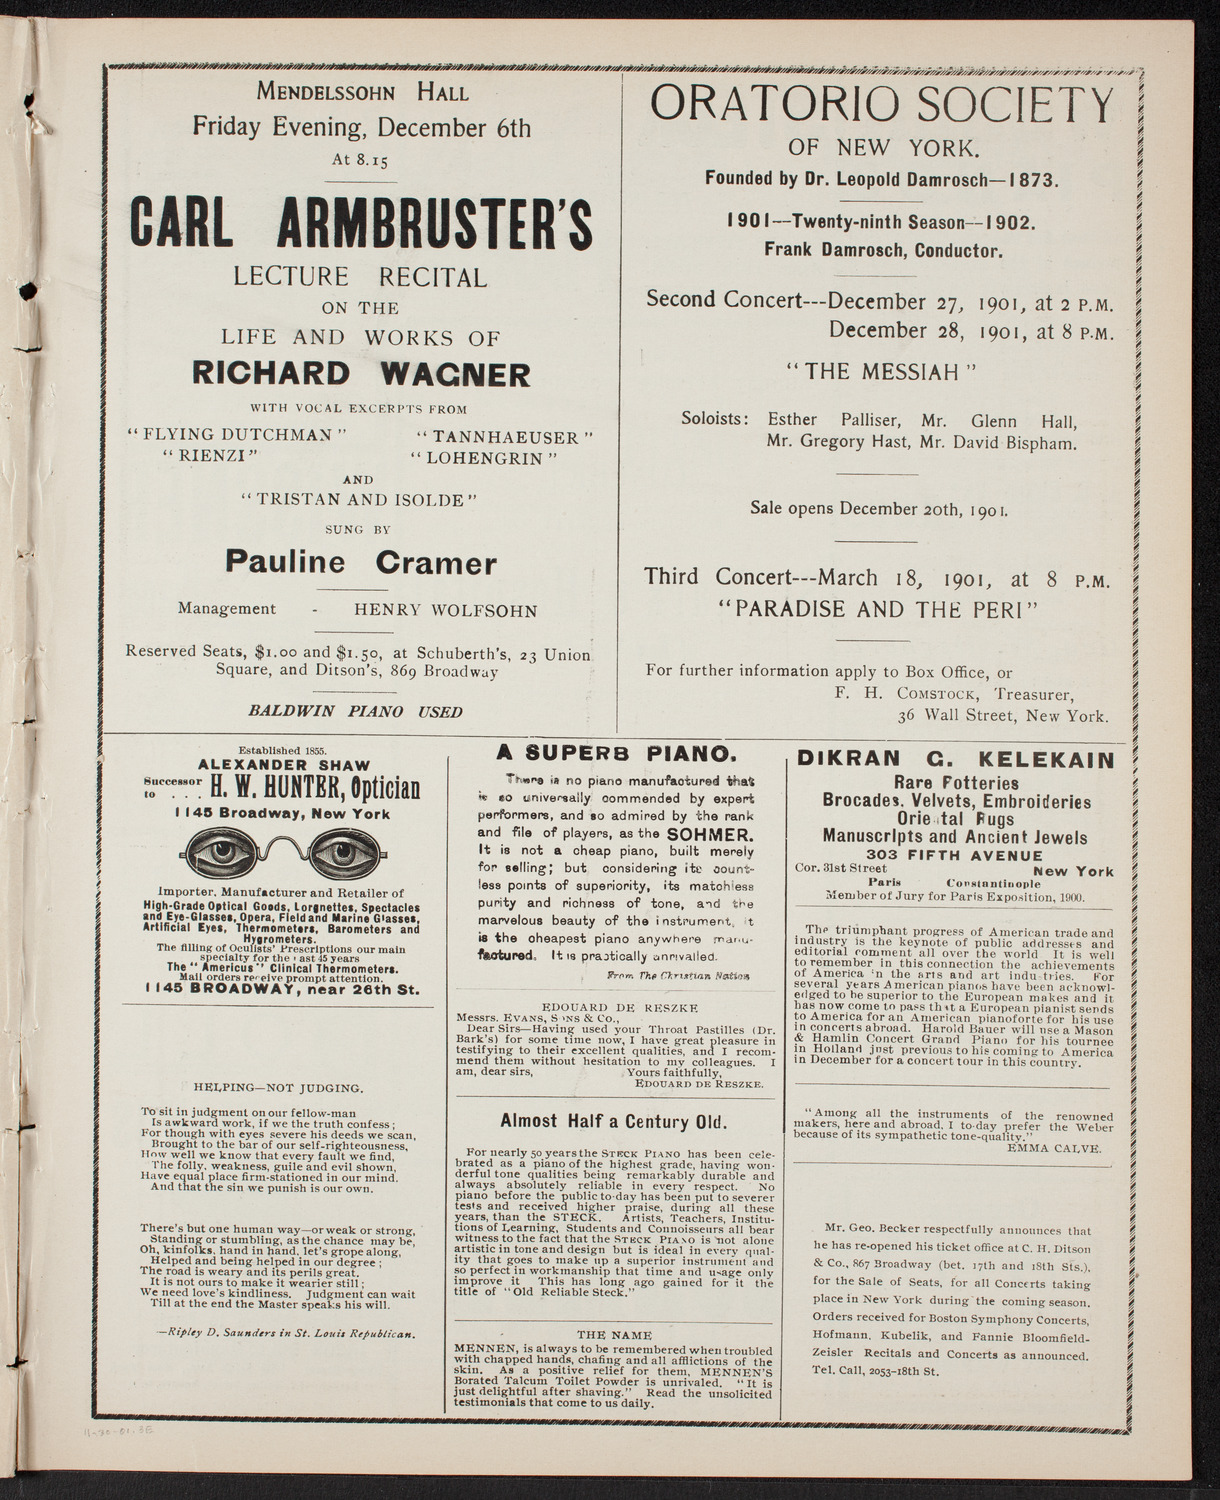 MENDELSSOHN HALL
Friday Evening, December 6th
At 8.15
CARL ARMBRUSTER'S
LECTURE RECITAL
ON THE
LIFE AND WORKS OF
RICHARD WAGNER
WITH VOCAL EXCERPTS FROM
"FLYING DUTCHMAN" "TANNHAEUSER"
"RIENZI" "LOHENGRIN"
AND
"TRISTAN AND ISOLDE"
SUNG BY
Pauline Cramer
Management - HENRY WOLFSOHN
Reserved Seats, $1.00 and $1.50, at Schuberth's, 23 Union
Square, and Ditson's, 869 Broadway
BALDWIN PIANO USED
ORATORIO SOCIETY
OF NEW YORK.
Founded by Dr. Leopold Damrosch—1873.
1901—Twenty-ninth Season—1902.
Frank Damrosch, Conductor.
Second Concert---December 27, 1901, at 2 P.M.
December 28, 1901, at 8 P.M.
"THE MESSIAH"
Soloists: Esther Palliser, Mr. Glenn Hall,
Mr. Gregory Hast, Mr. David Bispham.
Sale opens December 20th, 1901.
Third Concert---March 18, 1901, at 8 P.M.
"PARADISE AND THE PERI"
For further information apply to Box Office, or
F. H. COMSTOCK, Treasurer,
36 Wall Street, New York.
Established 1855.
ALEXANDER SHAW
Successor to . . . H. W. HUNTER, Optician
1145 Broadway, New York
Importer, Manufacturer and Retailer of
High-Grade Optical Goods, Lorgnettes, Spectacles
and Eye-Glasses, Opera, Field and Marine Glasses,
Artificial Eyes, Thermometers, Barometers and
Hygrometers.
The filling of Oculists' Prescriptions our main
specialty for the last 45 years
The "Americus" Clinical Thermometers.
Mail orders receive prompt attention.
1145 BROADWAY, near 26th St.
HELPING—NOT JUDGING.
To sit in judgment on our fellow-man
Is awkward work, if we the truth confess;
For though with eyes severe his deeds we scan,
Brought to the bar of our self-righteousness,
How well we know that every fault we find,
The folly, weakness, guile and evil shown,
Have equal place firm-stationed in our mind.
And that the sin we punish is our own.
There's but one human way—or weak or strong,
Standing or stumbling, as the chance may be,
Oh, kinfolks, hand in hand, let's grope along,
Helped and being helped in our degree;
The road is weary and its perils great.
It is not ours to make it wearier still;
We need love's kindliness. Judgment can wait
Till at the end the Master speaks his will.
—Ripley D. Saunders in St. Louis Republican.
A SUPERB PIANO.
There is no piano manufactured that
is so universally commended by expert
performers, and so admired by the rank
and file of players, as the SOHMER.
It is not a cheap piano, built merely
for selling; but considering its count-
less points of superiority, its matchless
purity and richness of tone, and the
marvelous beauty of the instrument, it
is the cheapest piano anywhere manu-
factured. It is practically unrivalled.
From The Christian Nation
EDOUARD DE RESZKE
Messrs. EVANS, SONS & Co.,
Dear Sirs—Having used your Throat Pastilles (Dr.
Bark's) for some time now, I have great pleasure in
testifying to their excellent qualities, and I recom-
mend them without hesitation to my colleagues. I
am, dear sirs, Yours faithfully,
EDOUARD DE RESZKE.
Almost Half a Century Old.
For nearly 50 years the STECK PIANO has been cele-
brated as a piano of the highest grade, having won-
derful tone qualities being remarkably durable and
always absolutely reliable in every respect. No
piano before the public to-day has been put to severer
tests and received higher praise, during all these
years, than the STECK. Artists, Teachers, Institu-
tions of Learning, Students and Connoisseurs all bear
witness to the fact that the STECK PIANO is not alone
artistic in tone and design but is ideal in every qual-
ity that goes to make up a superior instrument and
so perfect in workmanship that time and usage only
improve it This has long ago gained for it the
title of "Old Reliable Steck."
THE NAME
MENNEN, is always to be remembered when troubled
with chapped hands, chafing and all afflictions of the
skin. As a positive relief for them, MENNEN'S
Borated Talcum Toilet Powder is unrivaled. "It is
just delightful after shaving." Read the unsolicited
testimonials that come to us daily.
DIKRAN G. KELEKAIN
Rare Potteries
Brocades, Velvets, Embroideries
Oriental Rugs
Manuscripts and Ancient Jewels
303 FIFTH AVENUE
Cor. 31st Street New York
Paris Constantinople
Member of Jury for Paris Exposition, 1900.
The triumphant progress of American trade and
industry is the keynote of public addresses and
editorial comment all over the world It is well
to remember in this connection the achievements
of America in the arts and art industries. For
several years American pianos have been acknowl-
edged to be superior to the European makes and it
has now come to pass that a European pianist sends
to America for an American pianoforte for his use
in concerts abroad. Harold Bauer will use a Mason
& Hamlin Concert Grand Piano for his tournee
in Holland just previous to his coming to America
in December for a concert tour in this country.
"Among all the instruments of the renowned
makers, here and abroad, I to-day prefer the Weber
because of its sympathetic tone-quality."
EMMA CALVE.
Mr. Geo. Becker respectfully announces that
he has re-opened his ticket office at C. H. Ditson
& Co., 867 Broadway (bet. 17th and 18th Sts.),
for the Sale of Seats, for all Concerts taking
place in New York during the coming season.
Orders received for Boston Symphony Concerts,
Hofmann, Kubelik, and Fannie Bloomfield-
Zeisler Recitals and Concerts as announced.
Tel. Call, 2053-18th St.
11-30-01.3E